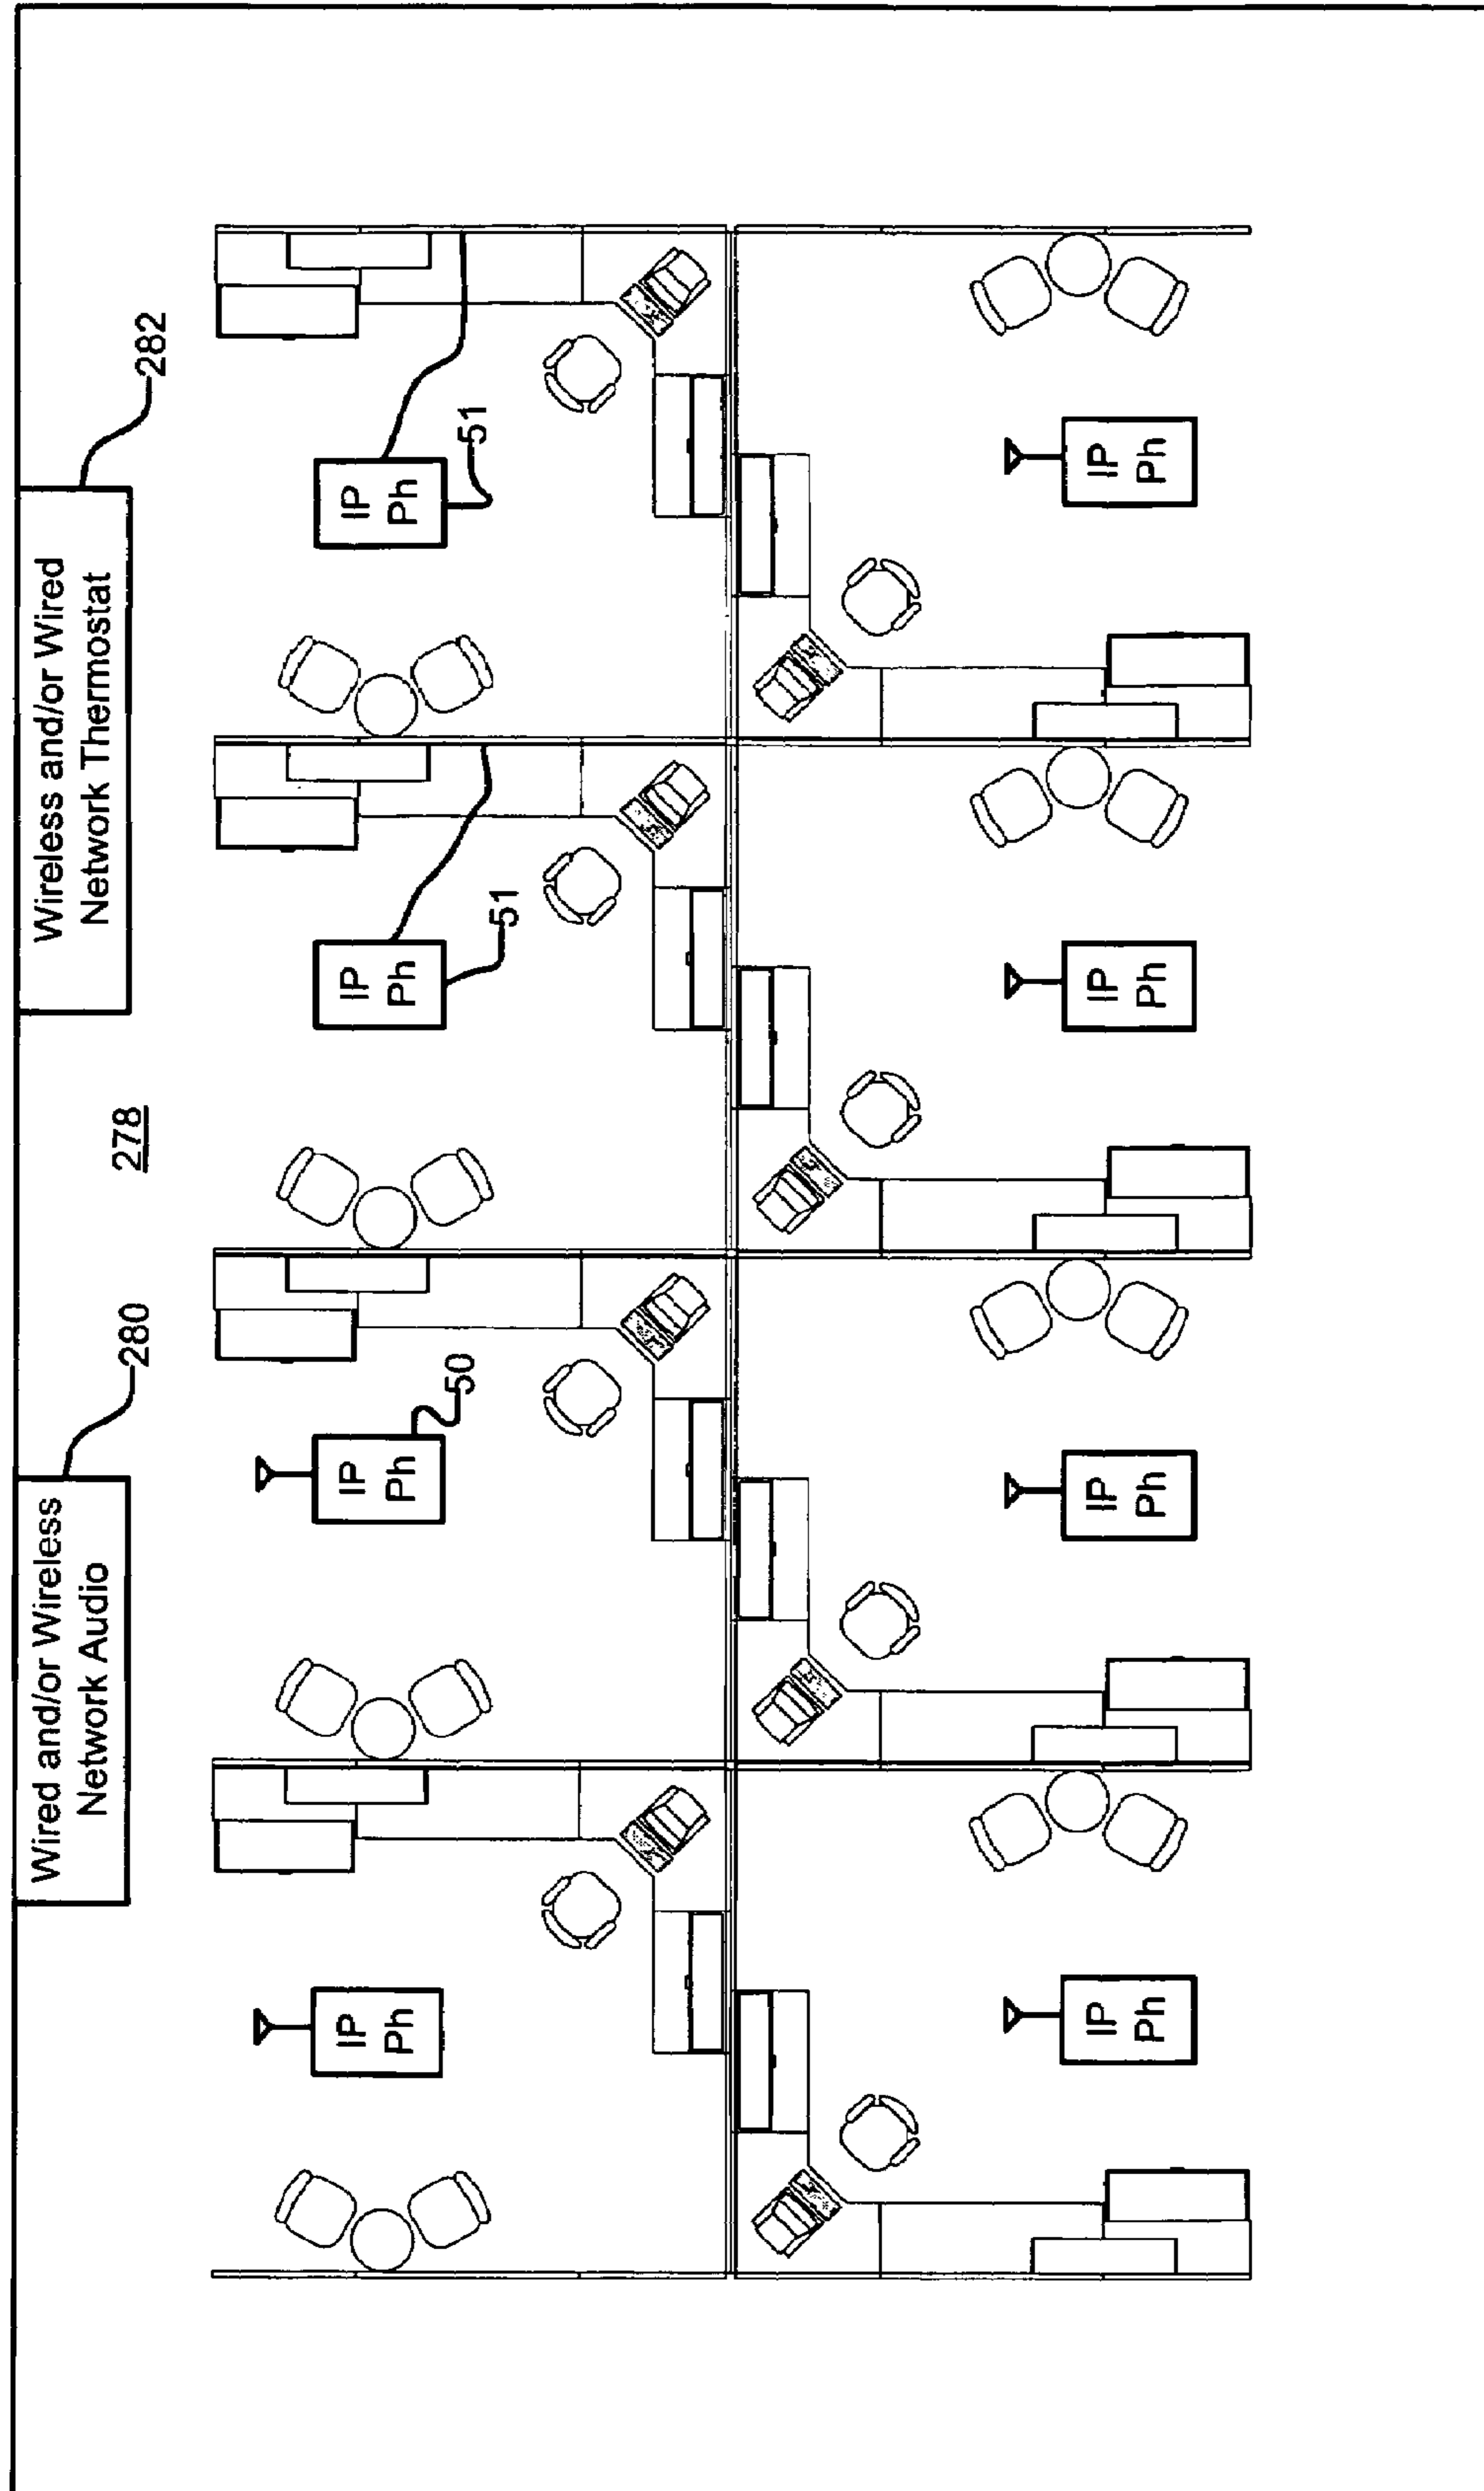 Wired and/or Wireless
Network Audio
280
278
Wireless and/or Wired
Network Thermostat
282
IP
Ph
IP
Ph
50
IP
Ph
51
IP
Ph
51
IP
Ph
IP
Ph
IP
Ph
IP
Ph